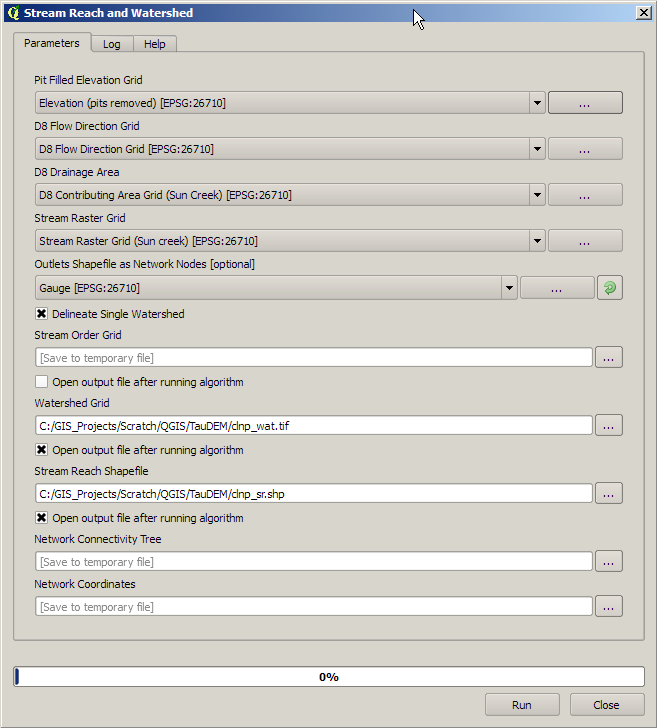 Stream Reach and Watershed
Parameters
Log
Help
Pit Filled Elevation Grid
Elevation (pits removed) [EPSG:26710]
...
D8 Flow Direction Grid
D8 Flow Direction Grid [EPSG:26710]
...
D8 Drainage Area
D8 Contributing Area Grid (Sun Creek) [EPSG:26710]
...
Stream Raster Grid
Stream Raster Grid (Sun creek) [EPSG:26710]
...
Outlets Shapefile as Network Nodes [optional]
Gauge [EPSG:26710]
...
Delineate Single Watershed
Stream Order Grid
[Save to temporary file]
...
Open output file after running algorithm
Watershed Grid
C:/GIS_Projects/Scratch/QGIS/TauDEM/clnp_wat.tif
...
Open output file after running algorithm
Stream Reach Shapefile
C:/GIS_Projects/Scratch/QGIS/TauDEM/clnp_sr.shp
...
Open output file after running algorithm
Network Connectivity Tree
[Save to temporary file]
...
Network Coordinates
[Save to temporary file]
...
0%
Run
Close